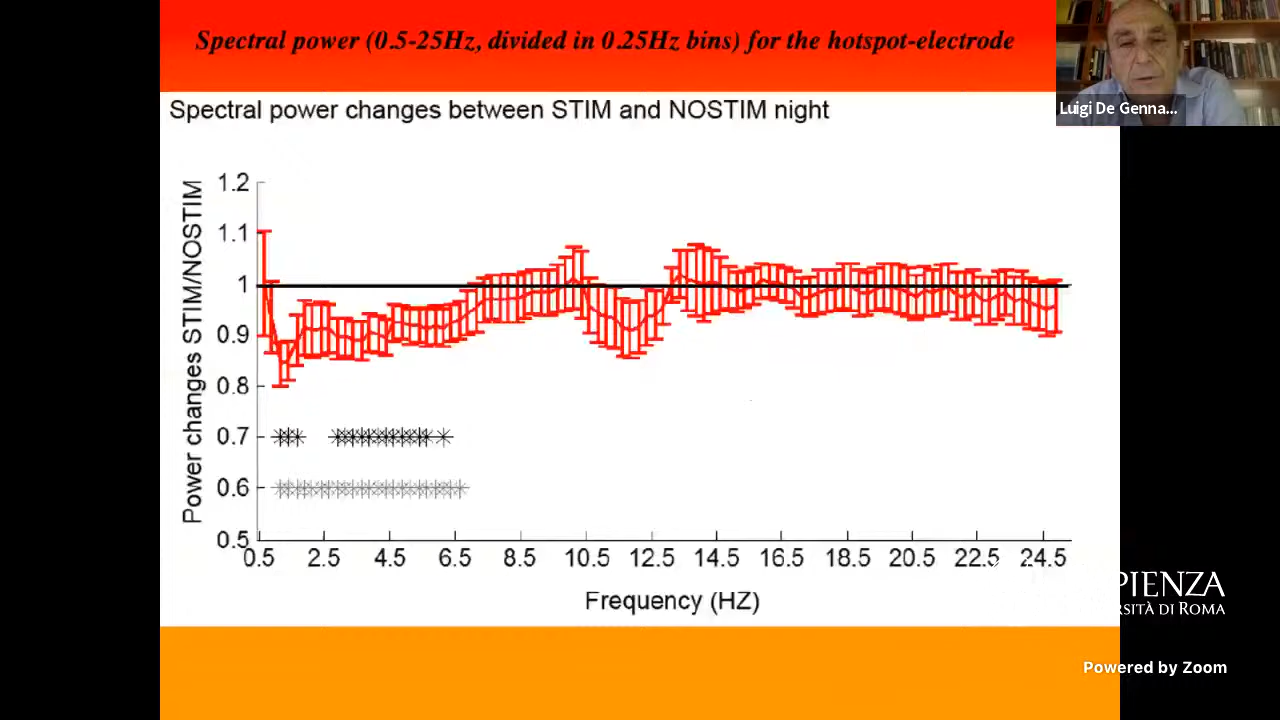 Spectral power (0.5-25Hz, divided in 0.25Hz bins) for the hotspot-electrode
Luigi De Genna...
Spectral power changes between STIM and NOSTIM night
Power changes STIM/NOSTIM
1.2
1.1
1
0.9
0.8
0.7
0.6
0.5
0.5 2.5 4.5 6.5 8.5 10.5 12.5 14.5 16.5 18.5 20.5 22.5 24.5
Frequency (HZ)
PIENZA
RSITÀ DI ROMA
Powered by Zoom